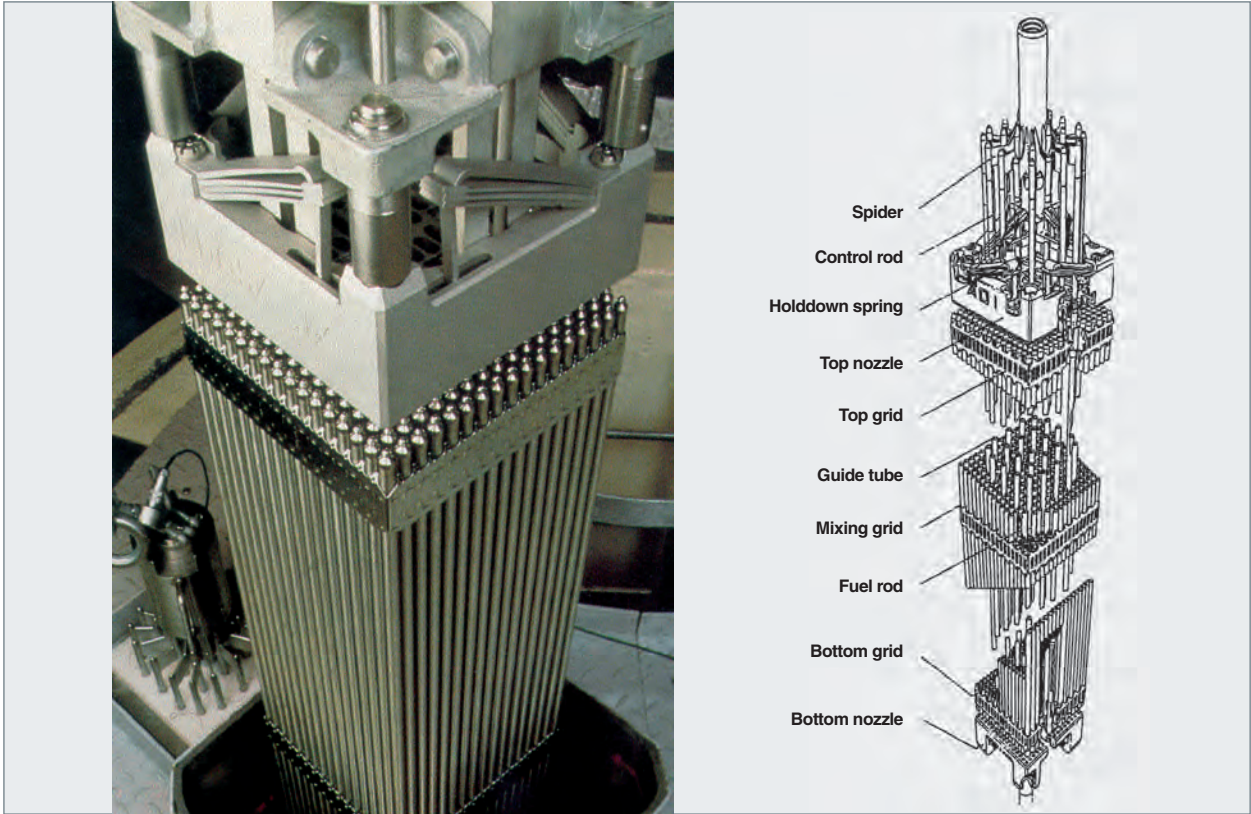 Spider
Control rod
Holddown spring
Top nozzle
Top grid
Guide tube
Mixing grid
Fuel rod
Bottom grid
Bottom nozzle